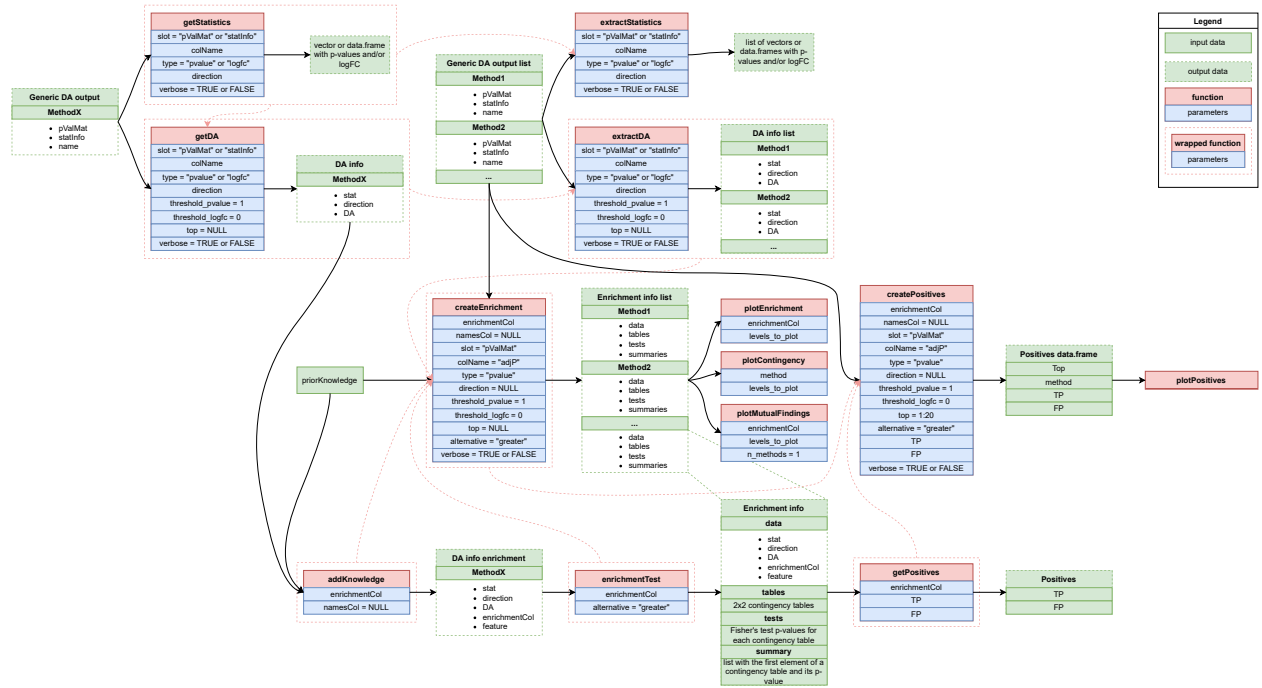 getStatistics
slot = "pValMat" or "statInfo"
colName
type = "pvalue" or "logfc"
direction
verbose = TRUE or FALSE
vector or data.frame
with p-values and/or
logFC
extractStatistics
slot = "pValMat" or "statInfo"
colName
type = "pvalue" or "logfc"
direction
verbose = TRUE or FALSE
list of vectors or
data.frames with p-
values and/or logFC
Legend
input data
output data
function
parameters
wrapped function
parameters
Generic DA output
MethodX
• pValMat
• statInfo
• name
Generic DA output list
Method1
• pValMat
• statInfo
• name
Method2
• pValMat
• statInfo
• name
...
getDA
slot = "pValMat" or "statInfo"
colName
type = "pvalue" or "logfc"
direction
threshold_pvalue = 1
threshold_logfc = 0
top = NULL
verbose = TRUE or FALSE
DA info
MethodX
• stat
• direction
• DA
extractDA
slot = "pValMat" or "statInfo"
colName
type = "pvalue" or "logfc"
direction
threshold_pvalue = 1
threshold_logfc = 0
top = NULL
verbose = TRUE or FALSE
DA info list
Method1
• stat
• direction
• DA
Method2
• stat
• direction
• DA
...
priorKnowledge
createEnrichment
enrichmentCol
namesCol = NULL
slot = "pValMat"
colName = "adjP"
type = "pvalue"
direction = NULL
threshold_pvalue = 1
threshold_logfc = 0
top = NULL
alternative = "greater"
verbose = TRUE or FALSE
Enrichment info list
Method1
• data
• tables
• tests
• summaries
Method2
• data
• tables
• tests
• summaries
...
• data
• tables
• tests
• summaries
plotEnrichment
enrichmentCol
levels_to_plot
plotContingency
method
levels_to_plot
plotMutualFindings
enrichmentCol
levels_to_plot
n_methods = 1
createPositives
enrichmentCol
namesCol = NULL
slot = "pValMat"
colName = "adjP"
type = "pvalue"
direction = NULL
threshold_pvalue = 1
threshold_logfc = 0
top = 1:20
alternative = "greater"
TP
FP
verbose = TRUE or FALSE
Positives data.frame
Top
method
TP
FP
plotPositives
addKnowledge
enrichmentCol
namesCol = NULL
DA info enrichment
MethodX
• stat
• direction
• DA
• enrichmentCol
• feature
enrichmentTest
enrichmentCol
alternative = "greater"
Enrichment info
data
• stat
• direction
• DA
• enrichmentCol
• feature
tables
2x2 contingency tables
tests
Fisher's test p-values for
each contingency table
summary
list with the first element of a
contingency table and its p-
value
getPositives
enrichmentCol
TP
FP
Positives
TP
FP